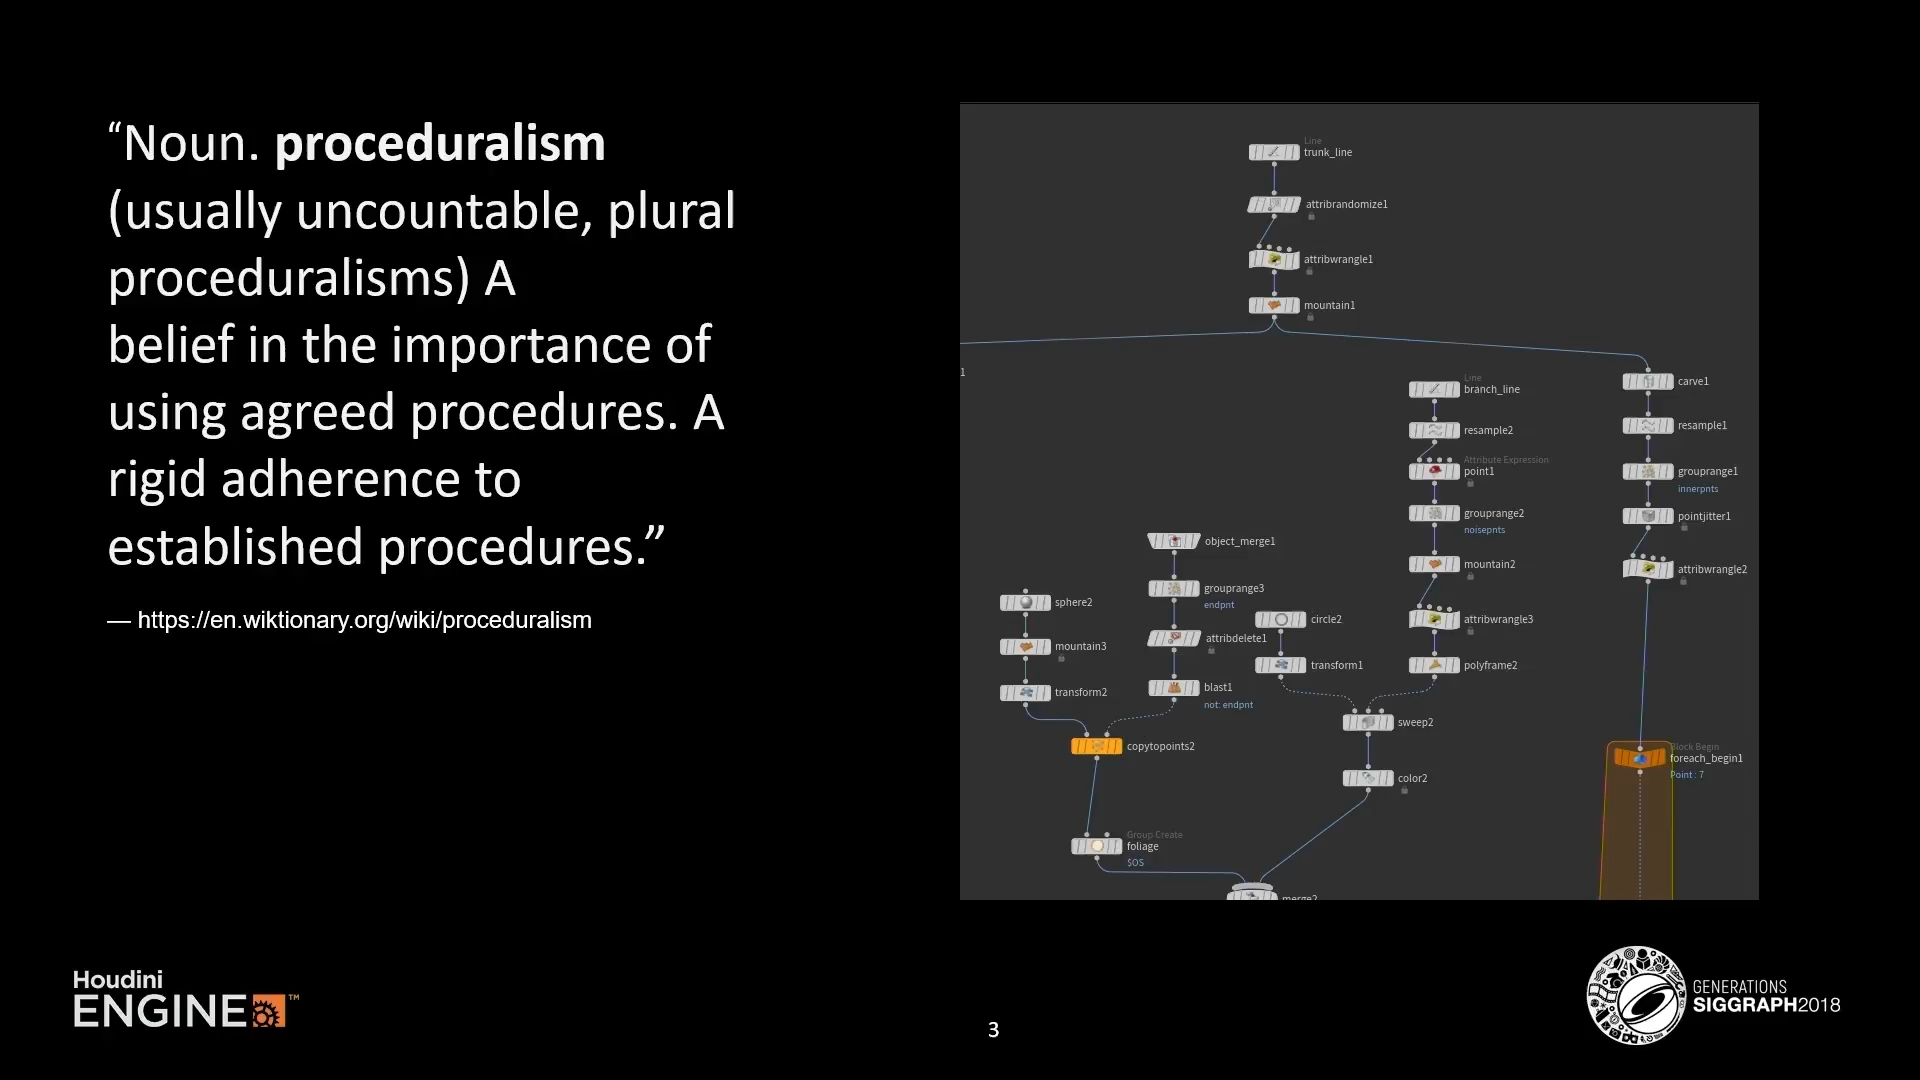 “Noun. proceduralism
(usually uncountable, plural
proceduralisms) A
belief in the importance of
using agreed procedures. A
rigid adherence to
established procedures.”
— https://en.wiktionary.org/wiki/proceduralism
Line
trunk_line
attribrandomize1
attribwrangle1
mountain1
1
carve1
resample1
grouprange1
innerpnts
pointjitter1
attribwrangle2
Line
branch_line
resample2
Attribute Expression
point1
grouprange2
noisepnts
mountain2
attribwrangle3
polyframe2
object_merge1
grouprange3
endpnt
attribdelete1
blast1
not: endpnt
circle2
transform1
sphere2
mountain3
transform2
copytopoints2
sweep2
color2
Block Begin
foreach_begin1
Point : 7
Group Create
foliage
$OS
merge2
Houdini
ENGINE™
3
GENERATIONS
SIGGRAPH2018